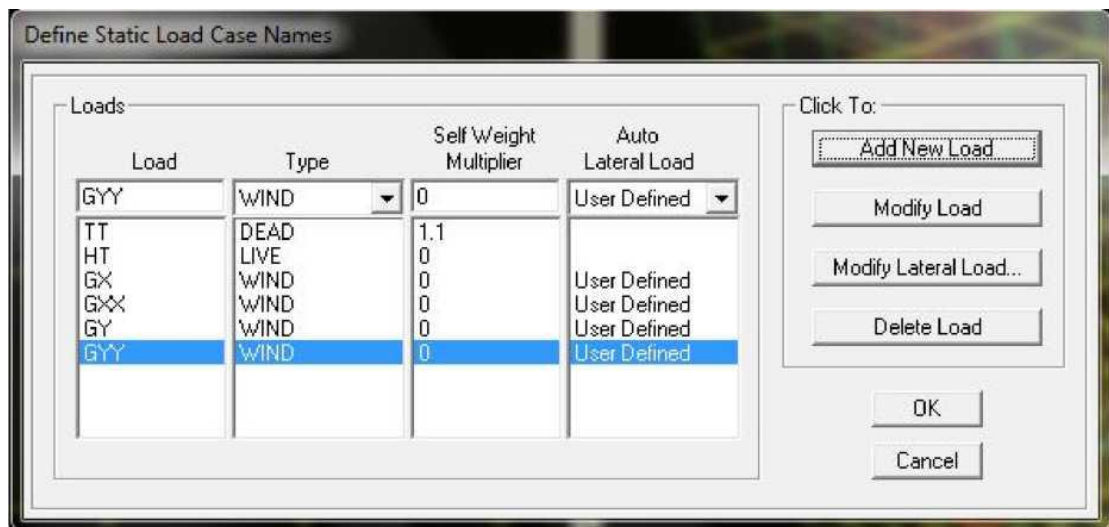 Define Static Load Case Names
Loads
Click To:
Self Weight Auto
Load Type Multiplier Lateral Load
Add New Load
GYY WIND 0 User Defined
Modify Load
TT DEAD 1.1
HT LIVE 0
Modify Lateral Load...
GX WIND 0 User Defined
GXX WIND 0 User Defined
GY WIND 0 User Defined
Delete Load
GYY WIND 0 User Defined
OK
Cancel